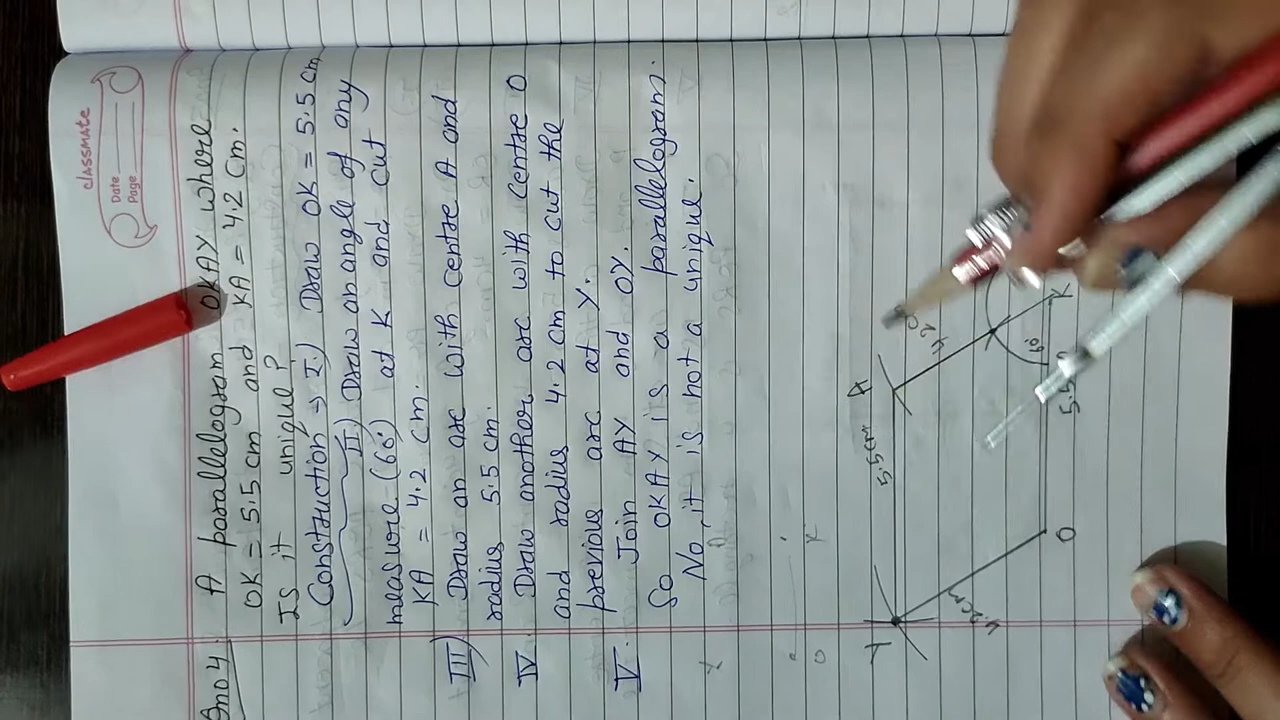 classmate
Date
Page
Qno4. A parallelogram OKAY where
OK = 5.5 cm and KA = 4.2 cm.
Is it unique?
Construction → I.) Draw OK = 5.5 cm
II) Draw an angle of any
measure (60°) at K and cut
KA = 4.2 cm.
III) Draw an arc with centre A and
radius 5.5 cm.
IV. Draw another arc with centre O
and radius 4.2 cm to cut the
previous arc at Y.
V. Join AY and OY.
So OKAY is a parallelogram.
No, it is not a unique.
Y 5.5cm A
4.2cm
O K